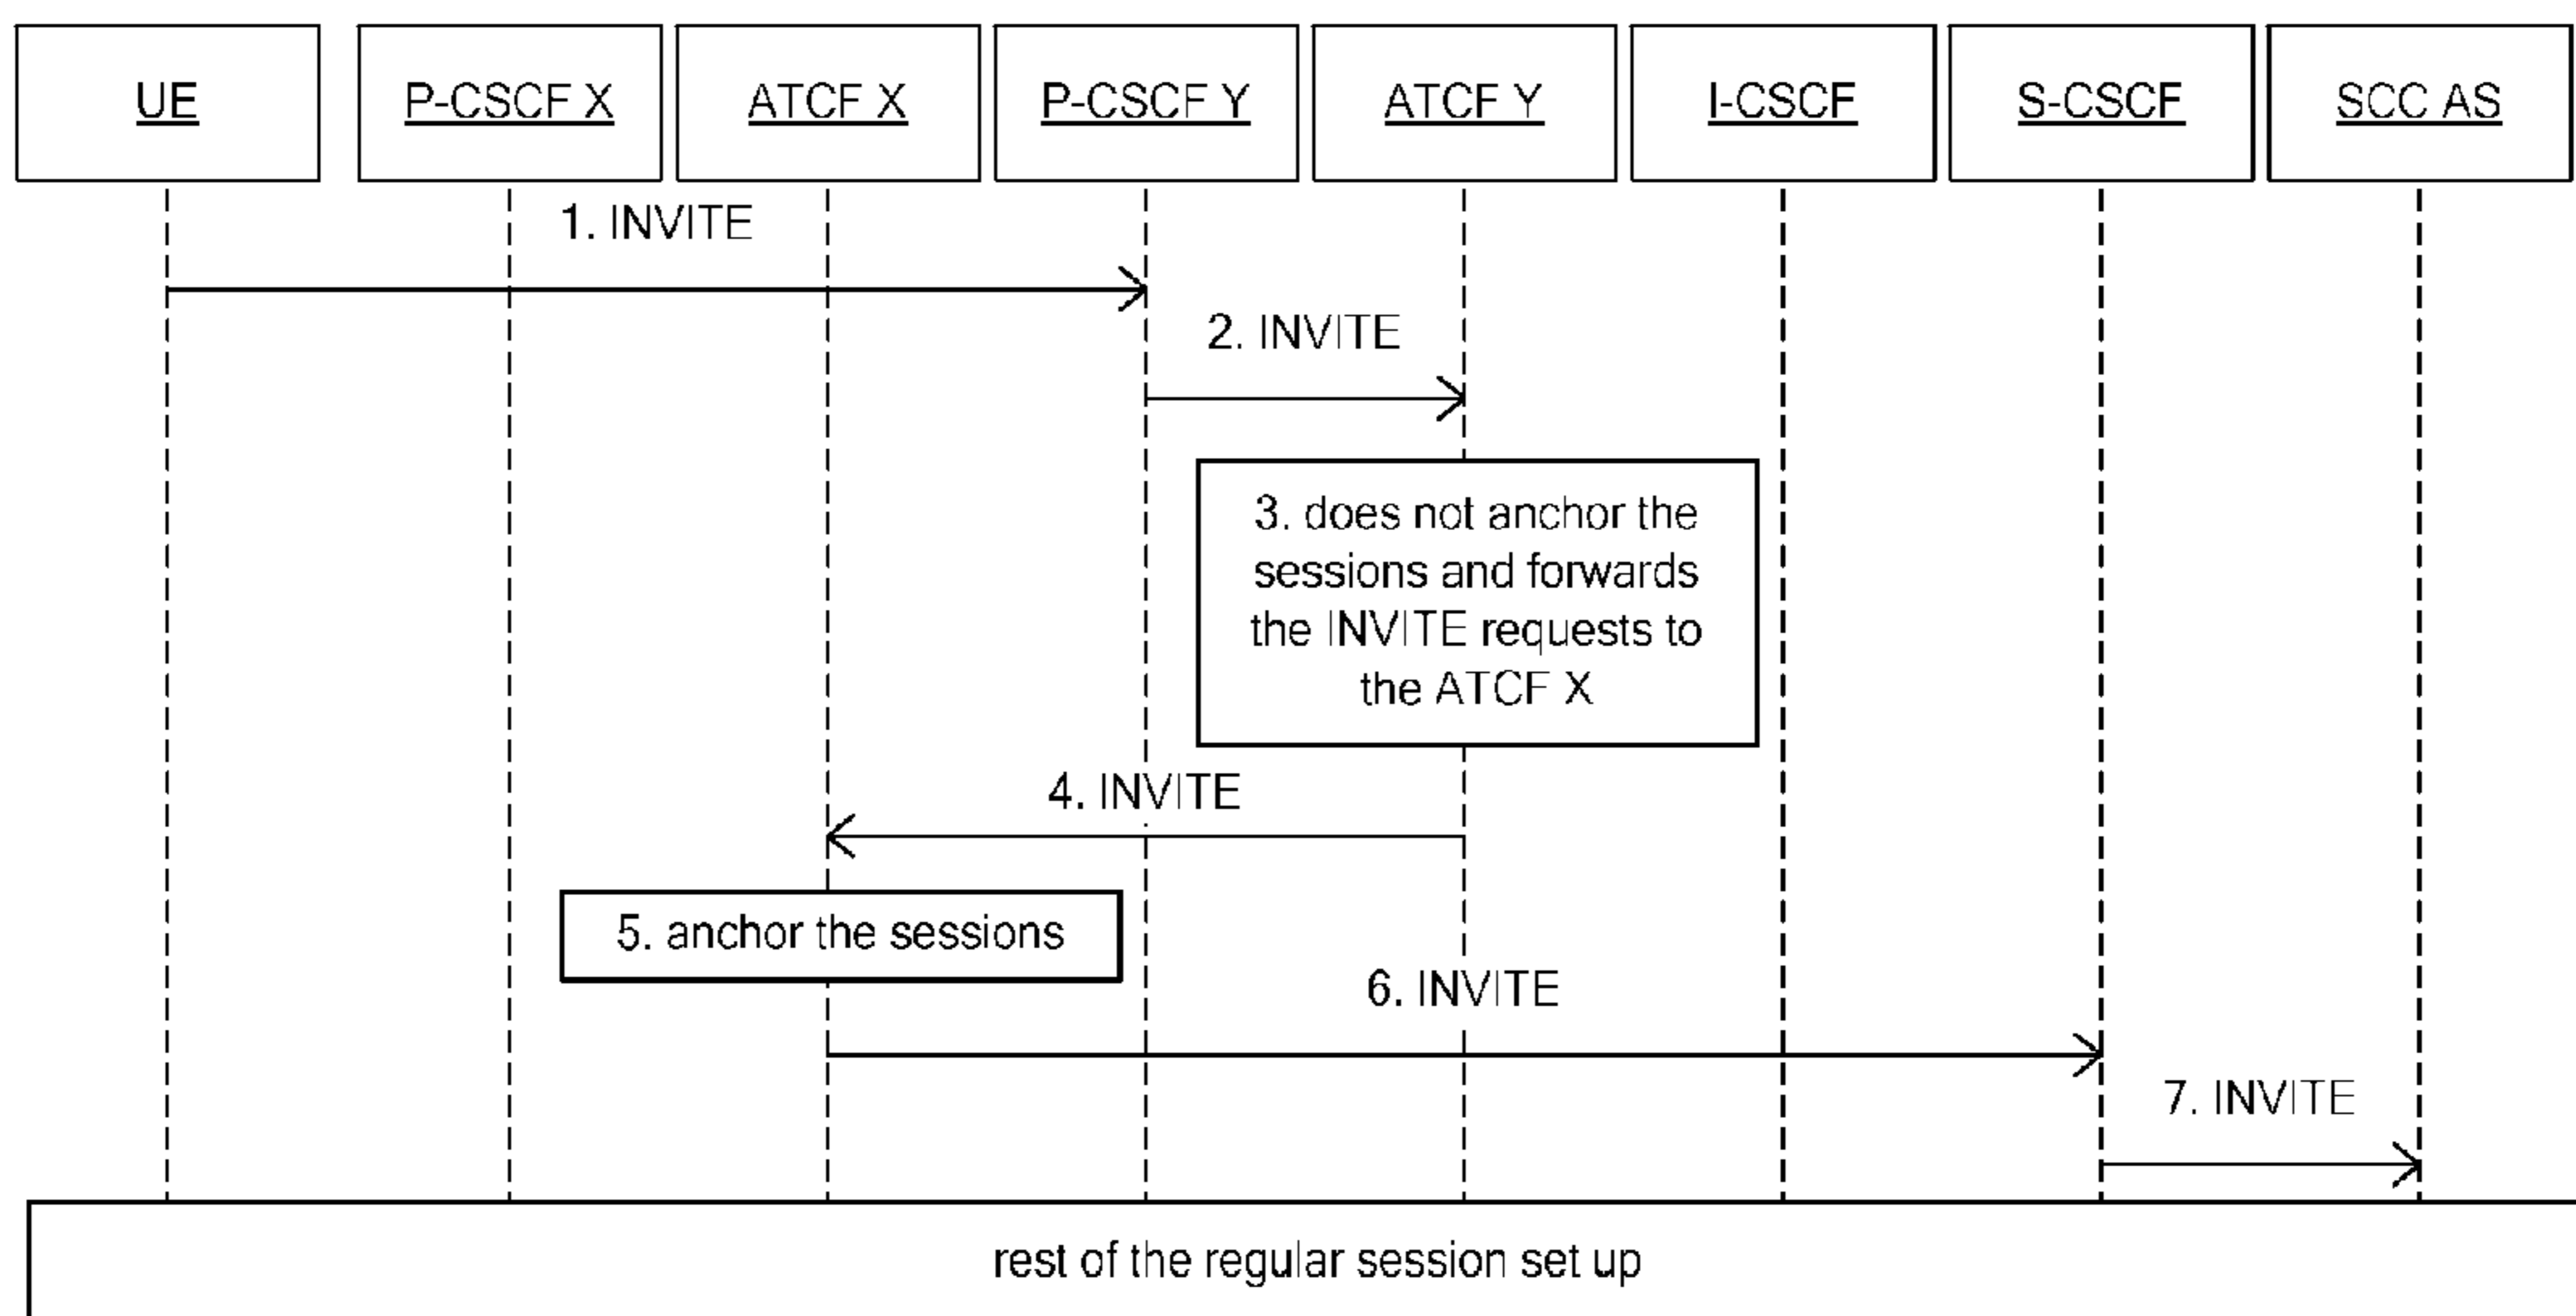 UE
P-CSCF X
ATCF X
P-CSCF Y
ATCF Y
I-CSCF
S-CSCF
SCC AS
1. INVITE
2. INVITE
3. does not anchor the
sessions and forwards
the INVITE requests to
the ATCF X
4. INVITE
5. anchor the sessions
6. INVITE
7. INVITE
rest of the regular session set up